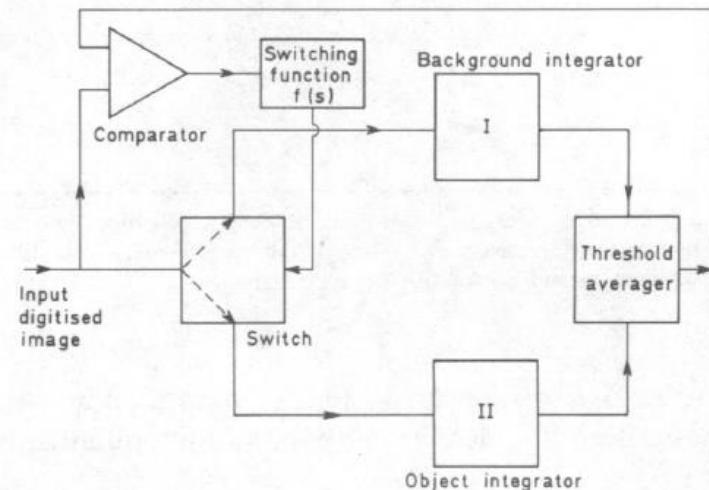 Switching
function
f(s)
Background integrator
Comparator
I
Threshold
averager
Input
digitised
image
Switch
II
Object integrator